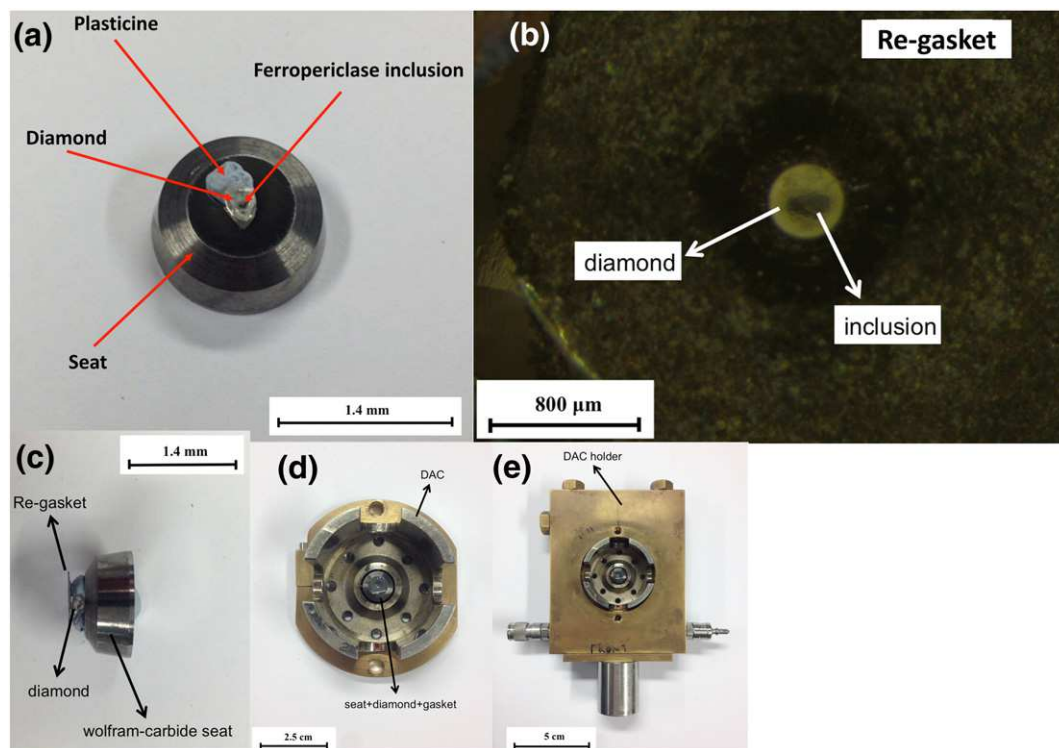 (a)
Plasticine
Ferropericlase inclusion
Diamond
Seat
1.4 mm
(b)
Re-gasket
diamond
inclusion
800 µm
(c)
1.4 mm
Re-gasket
diamond
wolfram-carbide seat
(d)
DAC
seat+diamond+gasket
2.5 cm
(e)
DAC holder
FRONT
5 cm